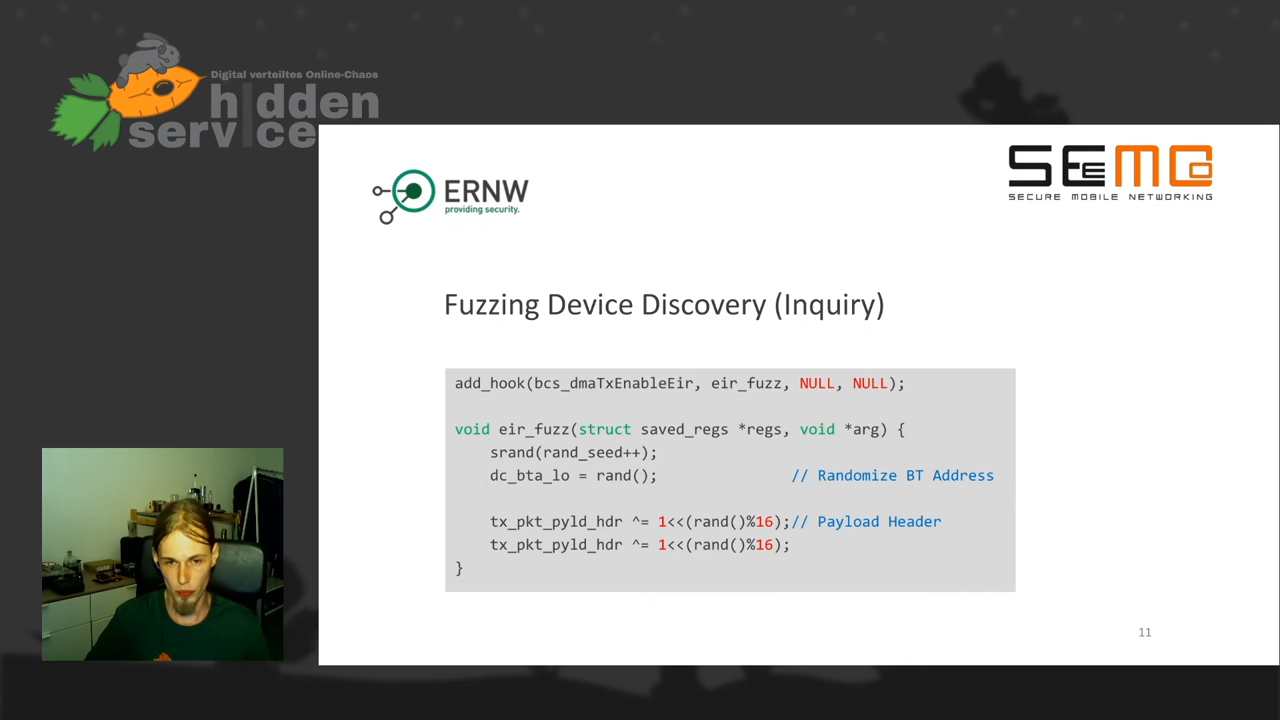 Digital verteiltes Online-Chaos
hidden
service
ERNW
providing security.
SEEMOO
SECURE MOBILE NETWORKING
Fuzzing Device Discovery (Inquiry)
add_hook(bcs_dmaTxEnableEir, eir_fuzz, NULL, NULL);
void eir_fuzz(struct saved_regs *regs, void *arg) {
srand(rand_seed++);
dc_bta_lo = rand(); // Randomize BT Address
tx_pkt_pyld_hdr ^= 1<<(rand()%16);// Payload Header
tx_pkt_pyld_hdr ^= 1<<(rand()%16);
}
11